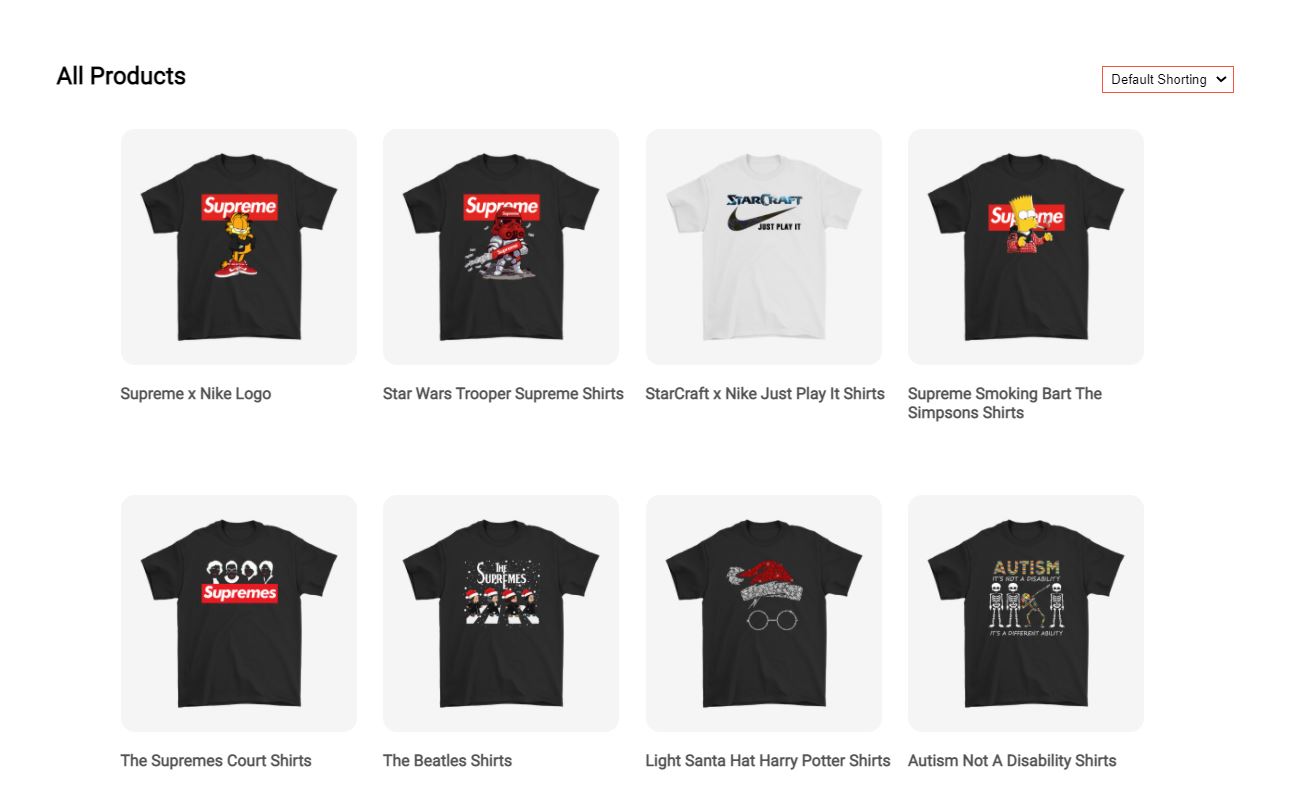 All Products
Default Shorting
Supreme
Supreme
Supreme
Supreme
STARCRAFT
JUST PLAY IT
Supreme x Nike Logo
Star Wars Trooper Supreme Shirts
StarCraft x Nike Just Play It Shirts
Supreme Smoking Bart The
Simpsons Shirts
Supremes
THE
SUPREMES
AUTISM
IT'S NOT A DISABILITY
IT'S A DIFFERENT ABILITY
The Supremes Court Shirts
The Beatles Shirts
Light Santa Hat Harry Potter Shirts
Autism Not A Disability Shirts